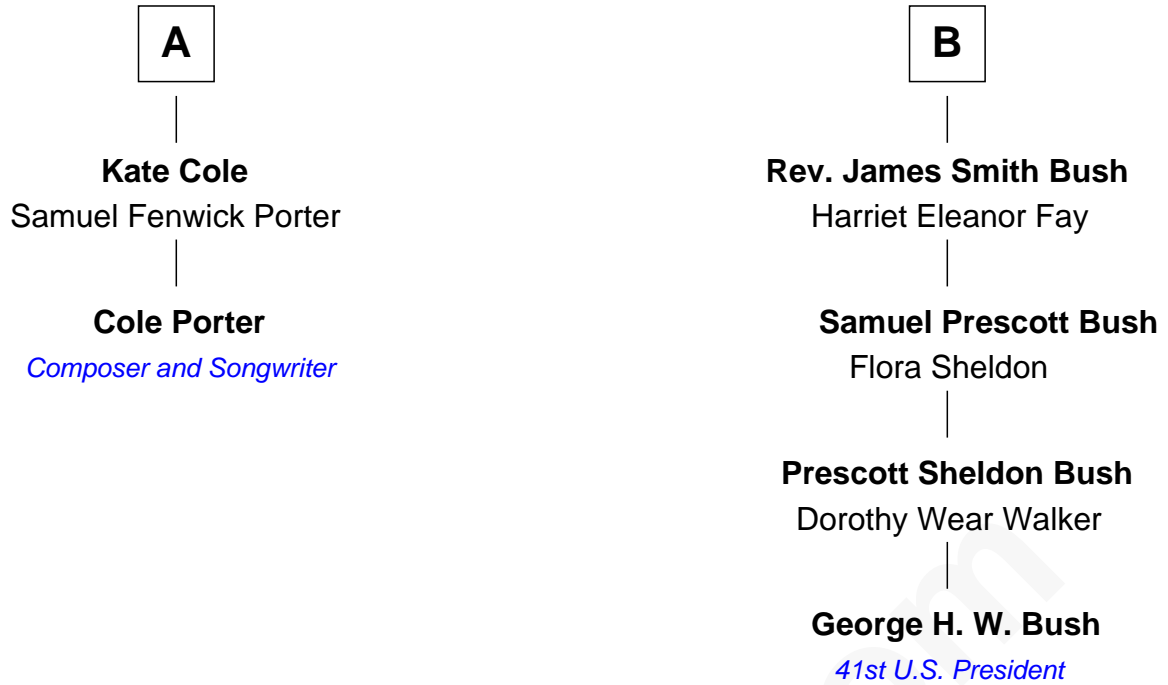 A
Kate Cole
Samuel Fenwick Porter
Cole Porter
Composer and Songwriter
B
Rev. James Smith Bush
Harriet Eleanor Fay
Samuel Prescott Bush
Flora Sheldon
Prescott Sheldon Bush
Dorothy Wear Walker
George H. W. Bush
41st U.S. President